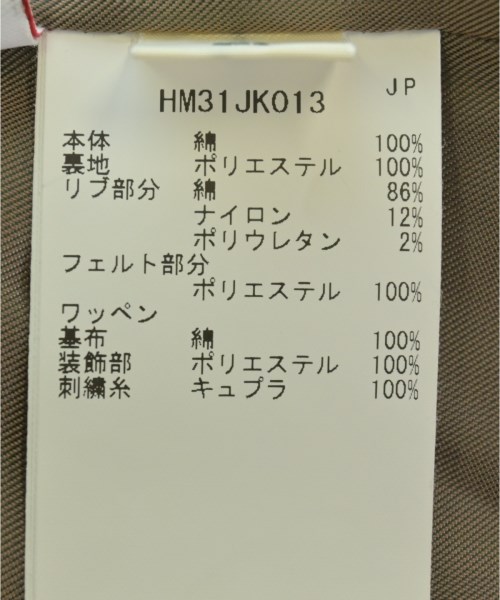 JP
HM31JK013
本体 綿 100%
裏地 ポリエステル 100%
リブ部分 綿 86%
ナイロン 12%
ポリウレタン 2%
フェルト部分
ポリエステル 100%
ワッペン
基布 綿 100%
装飾部 ポリエステル 100%
刺繍糸 キュプラ 100%